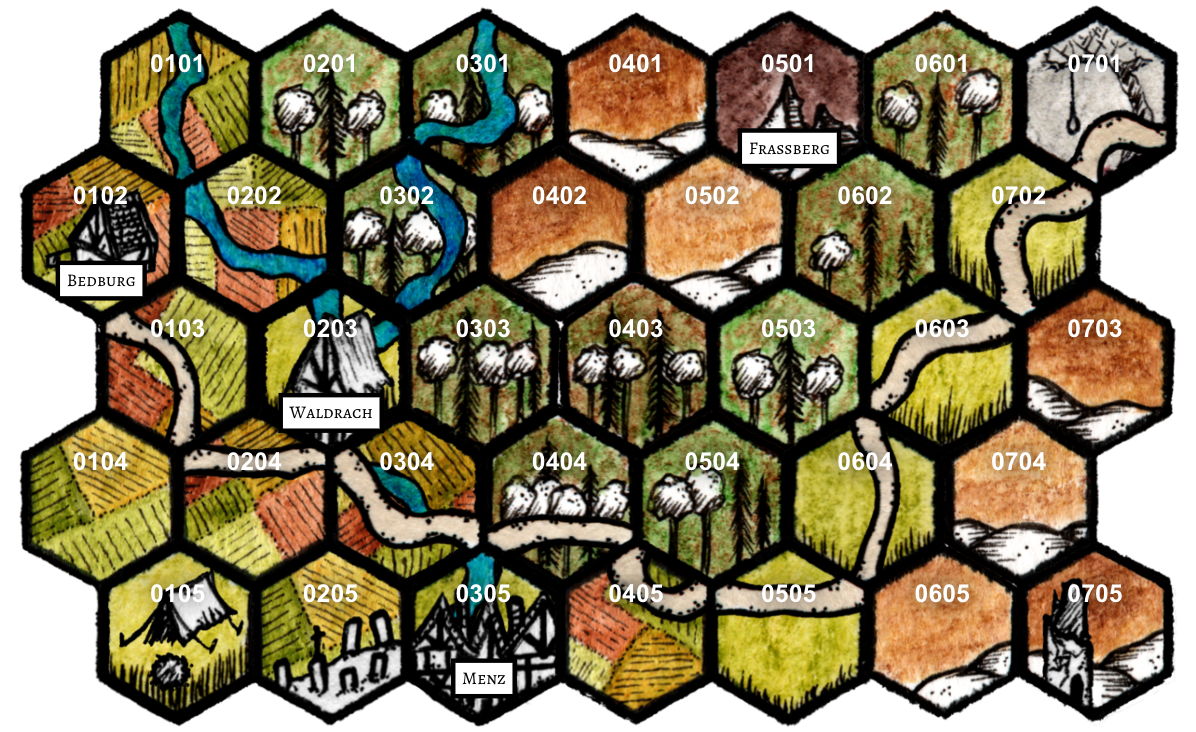 0101 0201 0301 0401 0501 0601 0701
Frassberg
0102 0202 0302 0402 0502 0602 0702
Bedburg
0103 0203 0303 0403 0503 0603 0703
Waldrach
0104 0204 0304 0404 0504 0604 0704
0105 0205 0305 0405 0505 0605 0705
Menz